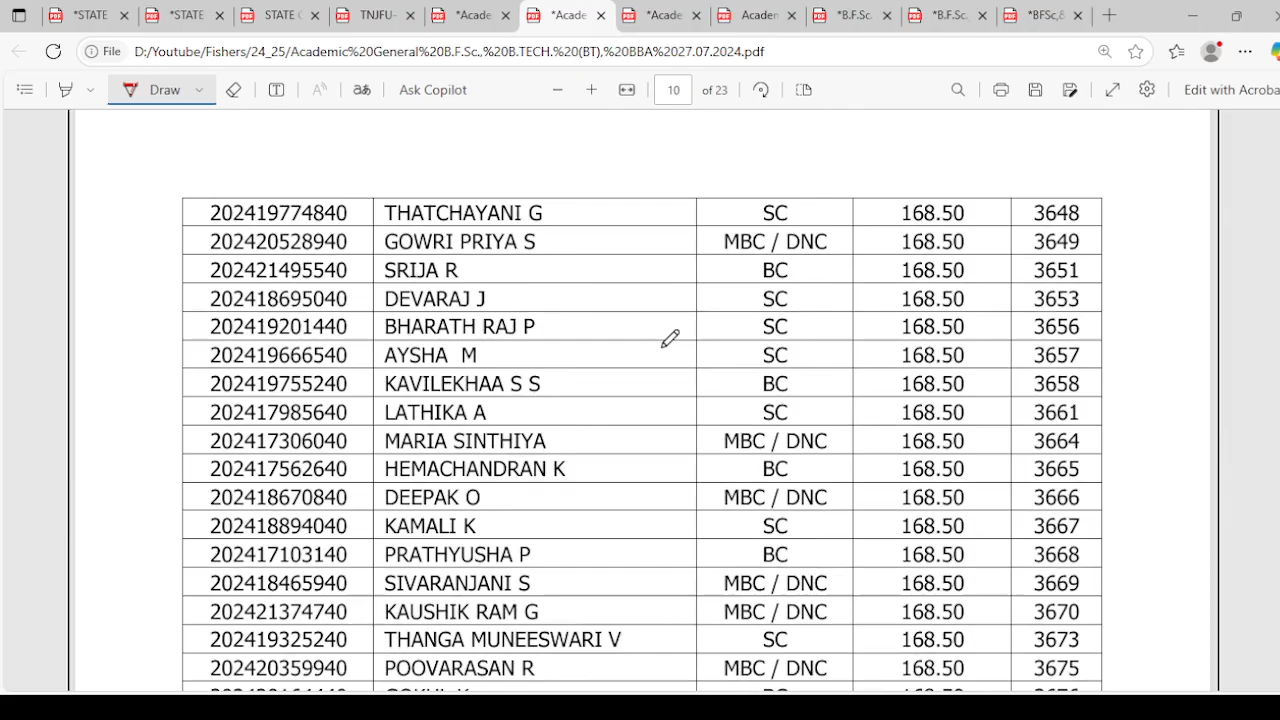 *STATE
*STATE
STATE C
TNJFU-
*Acade
*Acade
*Acade
Academ
*B.F.Sc.
*B.F.Sc.
*BFSc,&
File D:/Youtube/Fishers/24_25/Academic%20General%20B.F.Sc.,%20B.TECH.%20(BT),%20BBA%2027.07.2024.pdf
Draw Ask Copilot 10 of 23 Edit with Acroba
202419774840 THATCHAYANI G SC 168.50 3648
202420528940 GOWRI PRIYA S MBC / DNC 168.50 3649
202421495540 SRIJA R BC 168.50 3651
202418695040 DEVARAJ J SC 168.50 3653
202419201440 BHARATH RAJ P SC 168.50 3656
202419666540 AYSHA M SC 168.50 3657
202419755240 KAVILEKHAA S S BC 168.50 3658
202417985640 LATHIKA A SC 168.50 3661
202417306040 MARIA SINTHIYA MBC / DNC 168.50 3664
202417562640 HEMACHANDRAN K BC 168.50 3665
202418670840 DEEPAK O MBC / DNC 168.50 3666
202418894040 KAMALI K SC 168.50 3667
202417103140 PRATHYUSHA P BC 168.50 3668
202418465940 SIVARANJANI S MBC / DNC 168.50 3669
202421374740 KAUSHIK RAM G MBC / DNC 168.50 3670
202419325240 THANGA MUNEESWARI V SC 168.50 3673
202420359940 POOVARASAN R MBC / DNC 168.50 3675